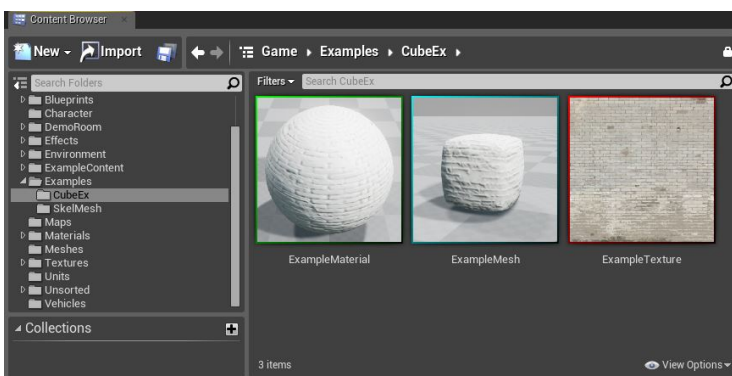 Content Browser
New Import Game Examples CubeEx
Search Folders
Blueprints
Character
DemoRoom
Effects
Environment
ExampleContent
Examples
CubeEx
SkelMesh
Maps
Materials
Meshes
Textures
Units
Unsorted
Vehicles
Collections
Filters Search CubeEx
ExampleMaterial ExampleMesh ExampleTexture
3 items View Options